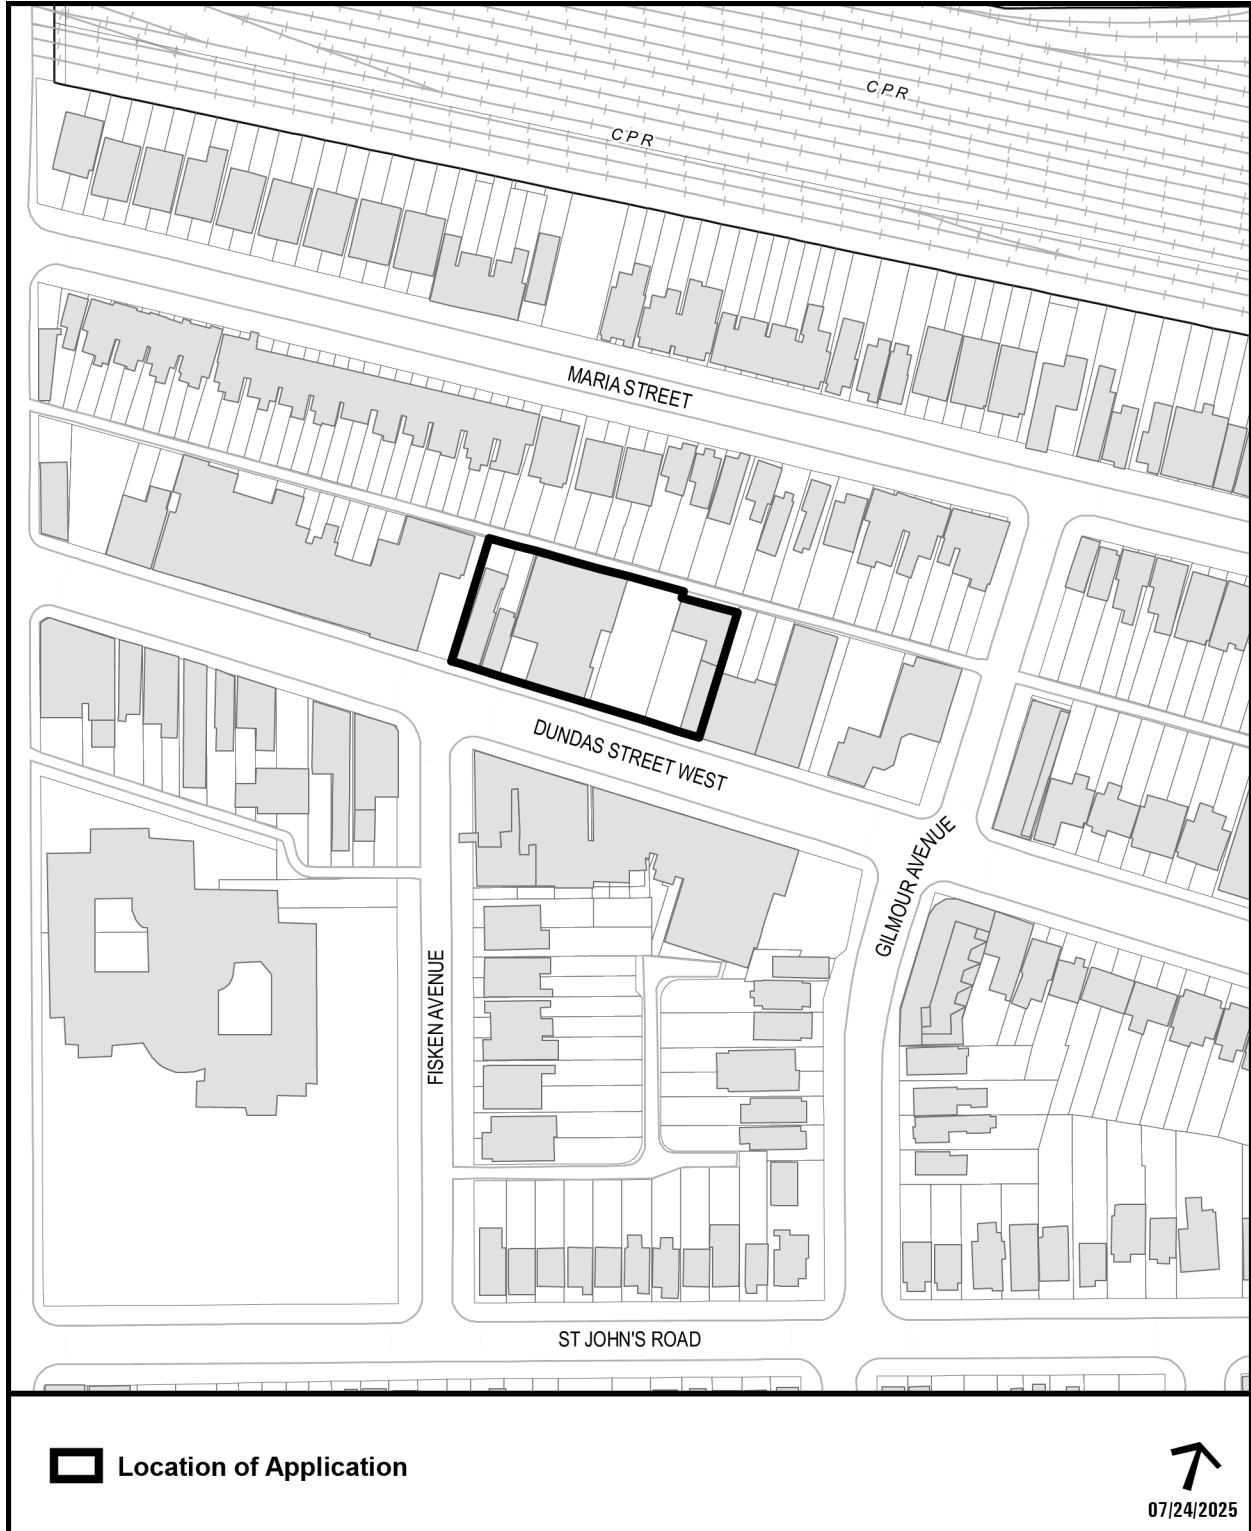 CPR
CPR
MARIA STREET
DUNDAS STREET WEST
GILMOUR AVENUE
FISKEN AVENUE
ST JOHN'S ROAD
Location of Application
07/24/2025